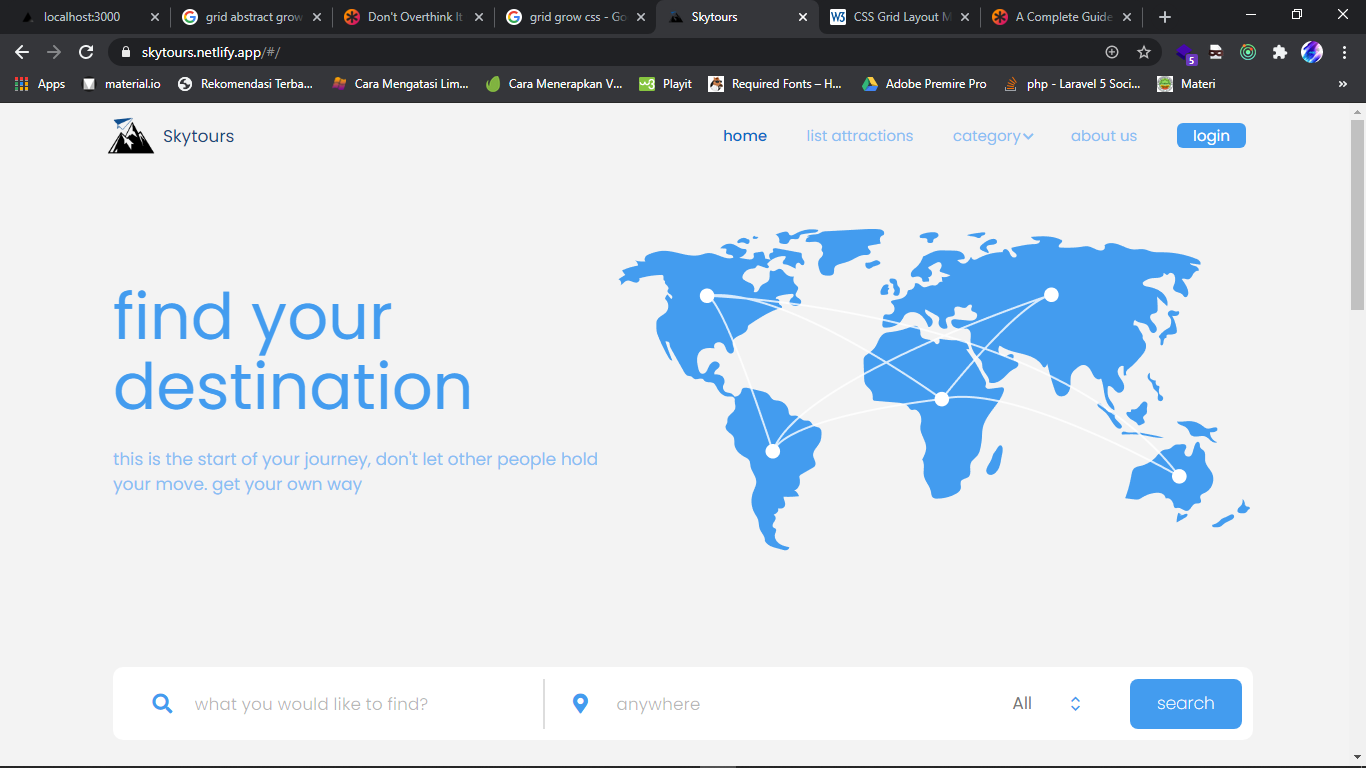 localhost:3000
grid abstract grow
Don't Overthink It
grid grow css - Go
Skytours
CSS Grid Layout M
A Complete Guide
skytours.netlify.app/#/
5
Apps
material.io
Rekomendasi Terba...
Cara Mengatasi Lim...
Cara Menerapkan V...
Playit
Required Fonts – H...
Adobe Premire Pro
php - Laravel 5 Soci...
Materi
Skytours
home
list attractions
category
about us
login
find your
destination
this is the start of your journey, don't let other people hold
your move. get your own way
what you would like to find?
anywhere
All
search